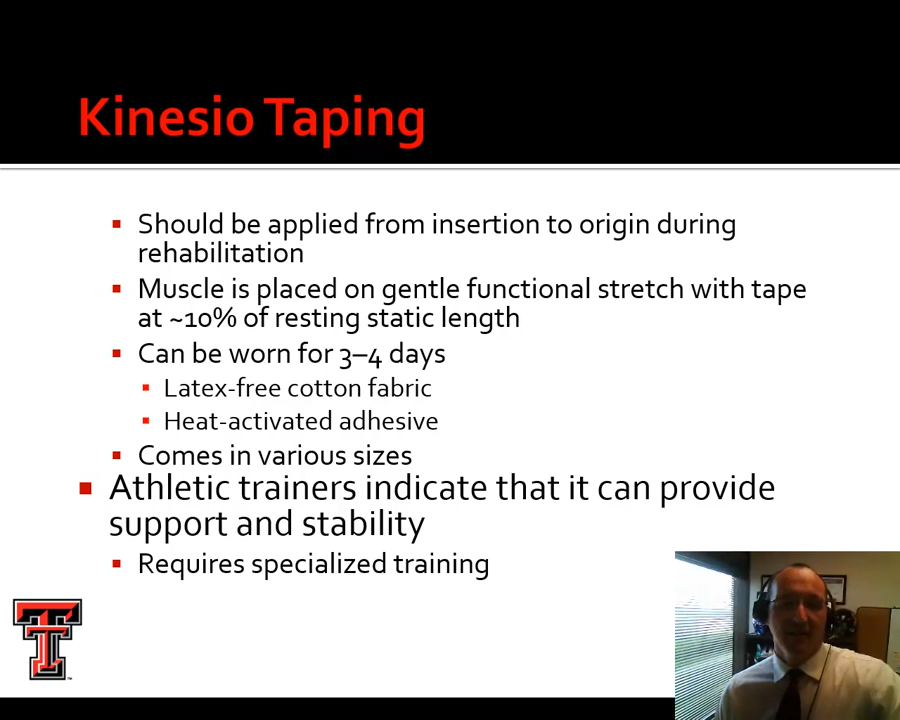 Kinesio Taping
Should be applied from insertion to origin during
rehabilitation
Muscle is placed on gentle functional stretch with tape
at ~10% of resting static length
Can be worn for 3–4 days
Latex-free cotton fabric
Heat-activated adhesive
Comes in various sizes
Athletic trainers indicate that it can provide
support and stability
Requires specialized training